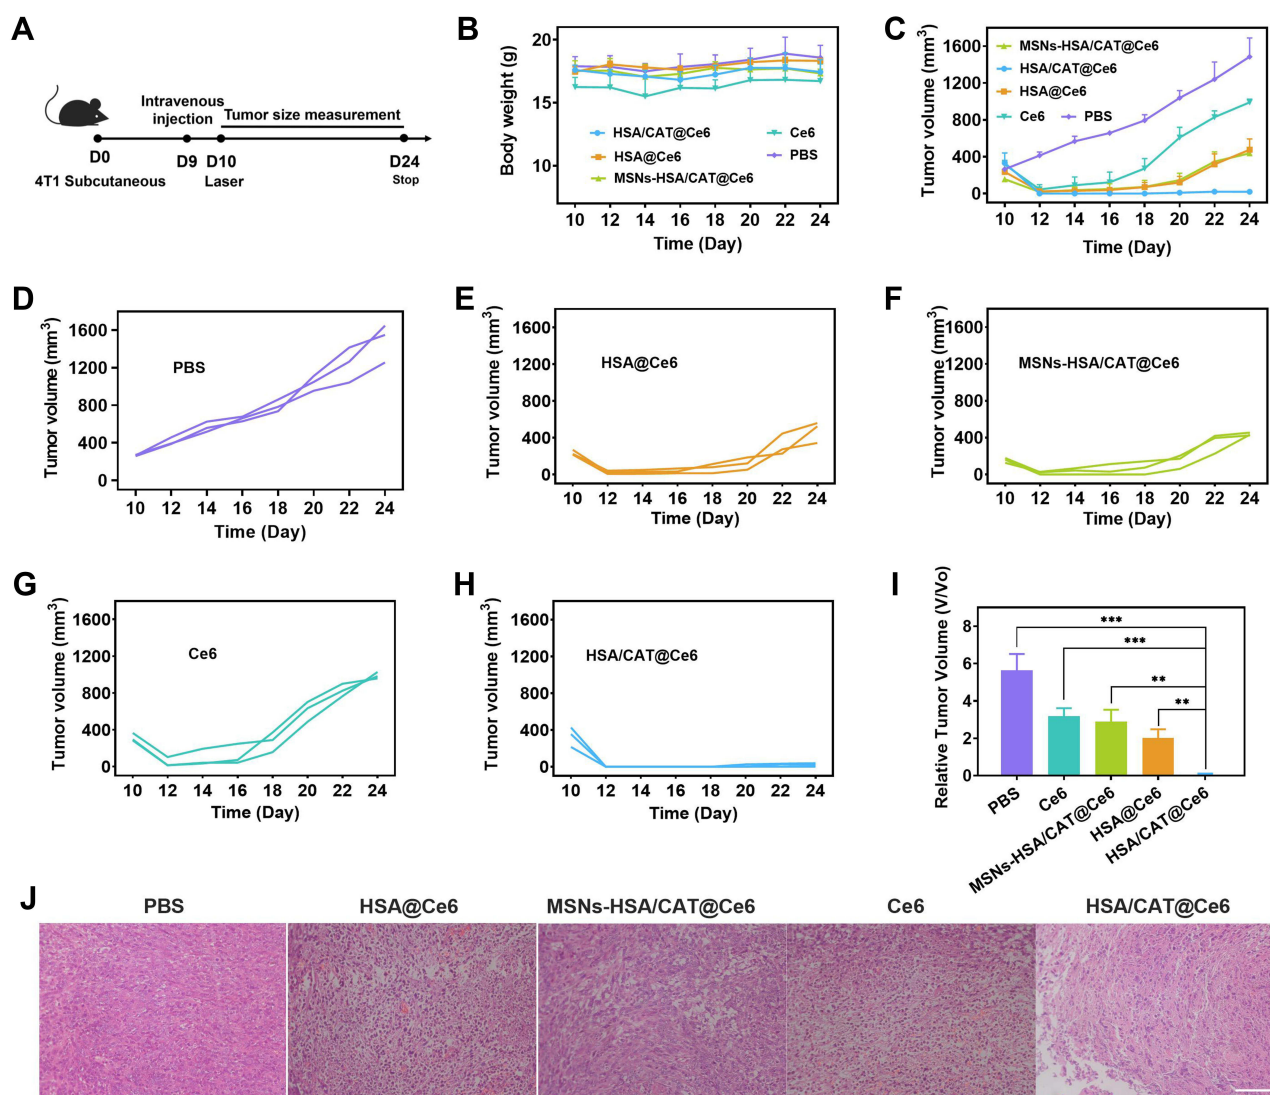 A
Intravenous
injection
Tumor size measurement
D0
D9
D10
D24
4T1 Subcutaneous
Laser
Stop
B
Body weight (g)
20
15
10
HSA/CAT@Ce6
HSA@Ce6
MSNs-HSA/CAT@Ce6
Ce6
PBS
10 12 14 16 18 20 22 24
Time (Day)
C
Tumor volume (mm³)
1600
1200
800
400
0
MSNs-HSA/CAT@Ce6
HSA/CAT@Ce6
HSA@Ce6
Ce6 PBS
10 12 14 16 18 20 22 24
Time (Day)
D
Tumor volume (mm³)
1600
1200
800
400
0
PBS
10 12 14 16 18 20 22 24
Time (Day)
E
Tumor volume (mm³)
1600
1200
800
400
0
HSA@Ce6
10 12 14 16 18 20 22 24
Time (Day)
F
Tumor volume (mm³)
1600
1200
800
400
0
MSNs-HSA/CAT@Ce6
10 12 14 16 18 20 22 24
Time (Day)
G
Tumor volume (mm³)
1600
1200
800
400
0
Ce6
10 12 14 16 18 20 22 24
Time (Day)
H
Tumor volume (mm³)
1600
1200
800
400
0
HSA/CAT@Ce6
10 12 14 16 18 20 22 24
Time (Day)
I
Relative Tumor Volume (V/Vo)
8
6
4
2
0
***
***
**
**
PBS
Ce6
MSNs-HSA/CAT@Ce6
HSA@Ce6
HSA/CAT@Ce6
J
PBS
HSA@Ce6
MSNs-HSA/CAT@Ce6
Ce6
HSA/CAT@Ce6